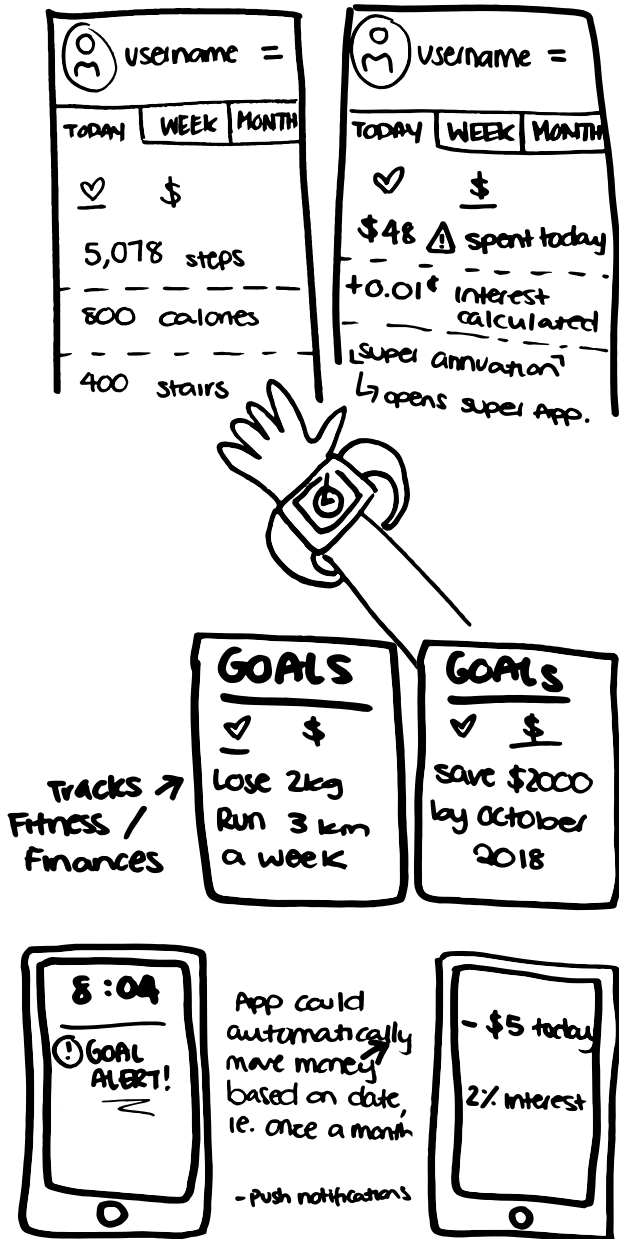 username =
TODAY WEEK MONTH
♡ $
5,078 steps
800 calories
400 stairs
username =
TODAY WEEK MONTH
♡ $
$48 ⚠ spent today
+0.01¢ interest
calculated
super annuation
↳ opens super App.
GOALS
♡ $
Lose 2kg
Run 3 km
a week
GOALS
♡ $
save $2000
by october
2018
Tracks ↗
Fitness /
Finances
8:04
! GOAL
ALERT!
App could
automatically
move money
based on date,
ie. once a month
- push notifications
- $5 today
2% interest